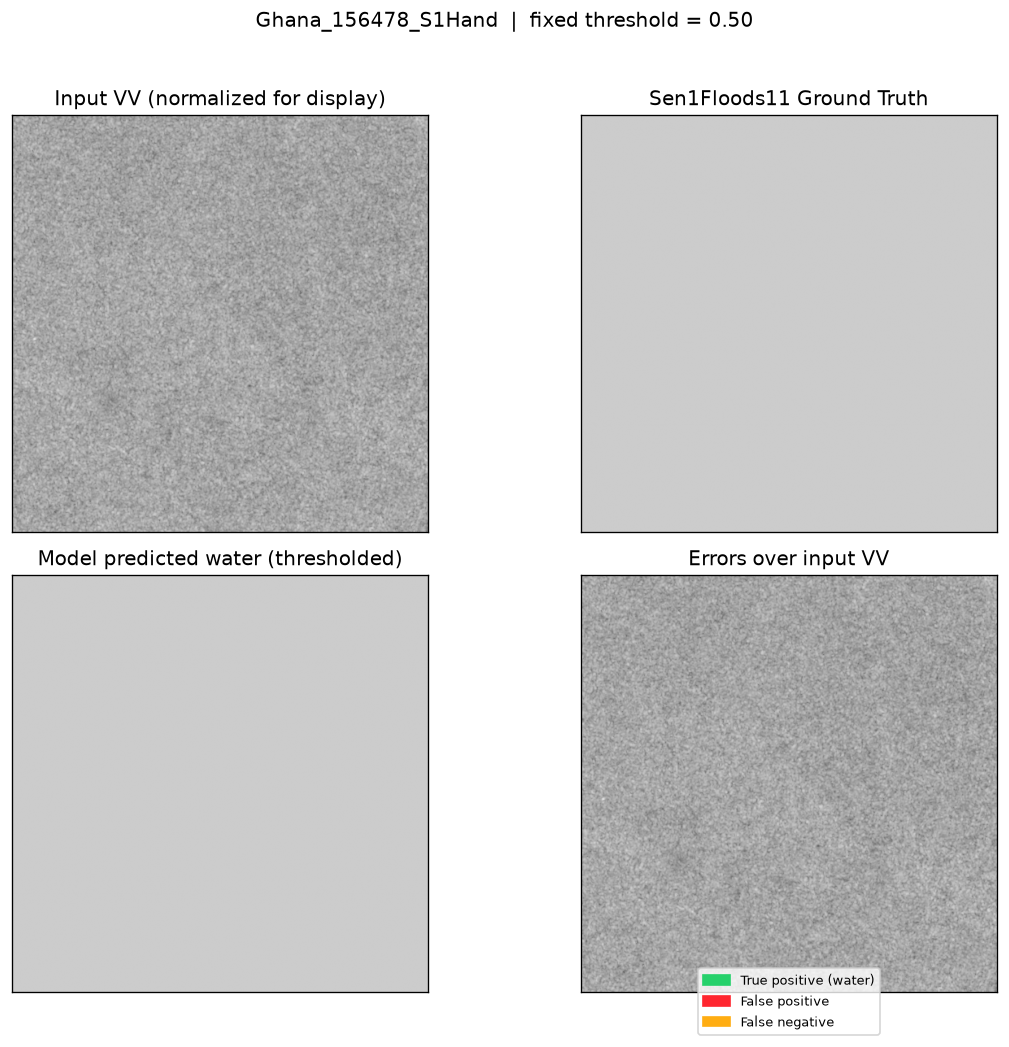 Ghana_156478_S1Hand | fixed threshold = 0.50
Input VV (normalized for display)
Sen1Floods11 Ground Truth
Model predicted water (thresholded)
Errors over input VV
True positive (water)
False positive
False negative